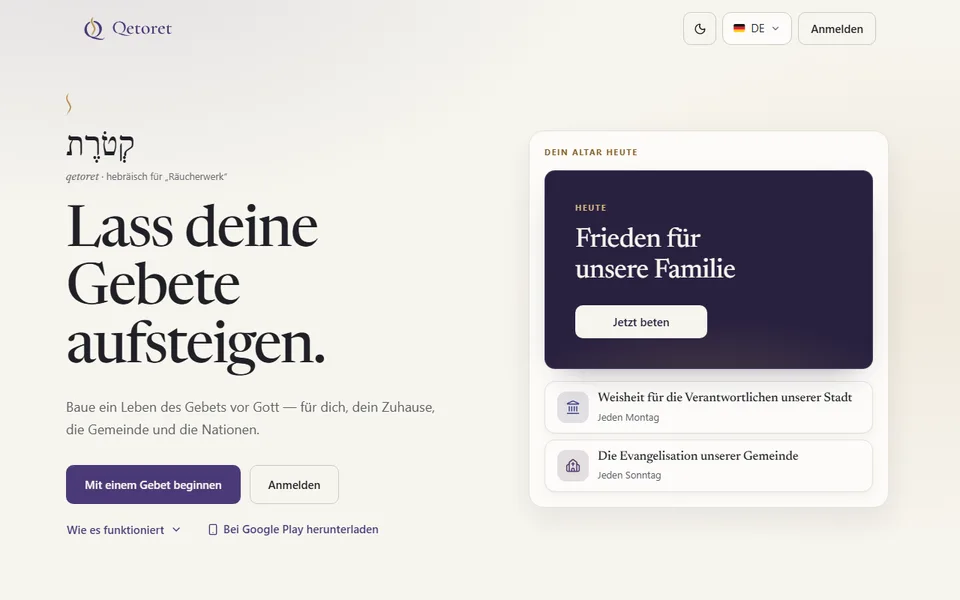 Qetoret
DE
Anmelden
קְטֹרֶת
qetoret · hebräisch für „Räucherwerk“
Lass deine
Gebete
aufsteigen.
Baue ein Leben des Gebets vor Gott — für dich, dein Zuhause,
die Gemeinde und die Nationen.
Mit einem Gebet beginnen
Anmelden
Wie es funktioniert
Bei Google Play herunterladen
DEIN ALTAR HEUTE
HEUTE
Frieden für
unsere Familie
Jetzt beten
Weisheit für die Verantwortlichen unserer Stadt
Jeden Montag
Die Evangelisation unserer Gemeinde
Jeden Sonntag